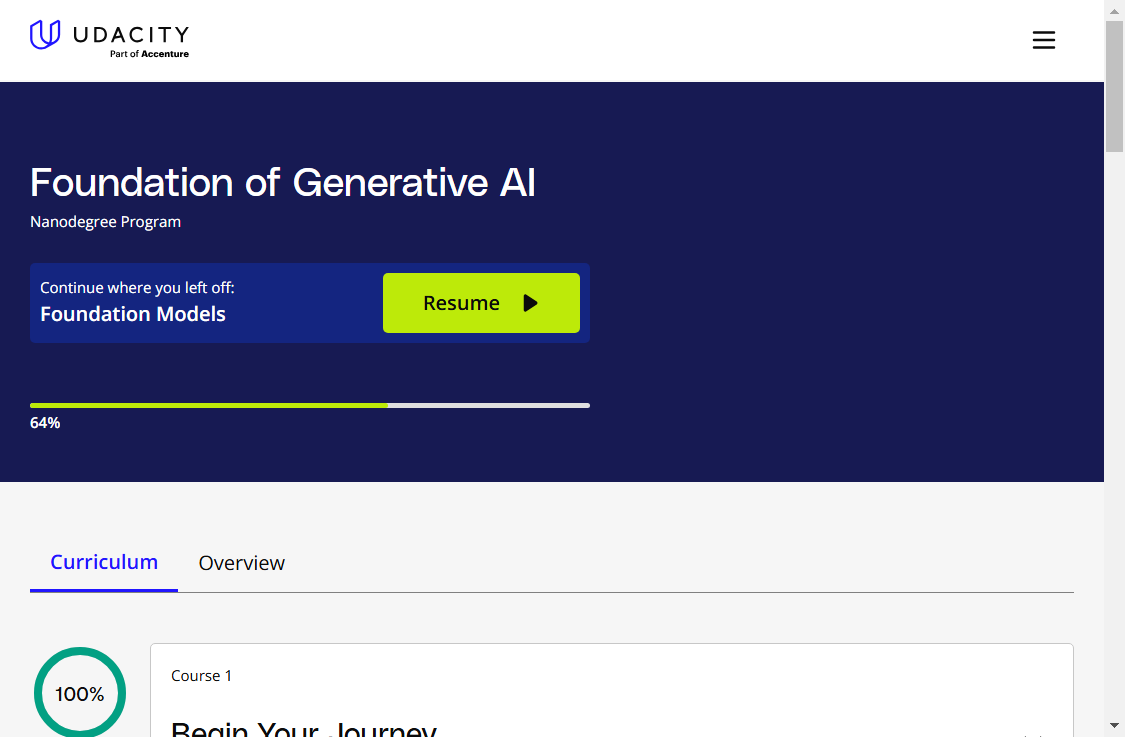 UDACITY
Part of Accenture
Foundation of Generative AI
Nanodegree Program
Continue where you left off:
Foundation Models
Resume
64%
Curriculum
Overview
100%
Course 1
Begin Your Journey